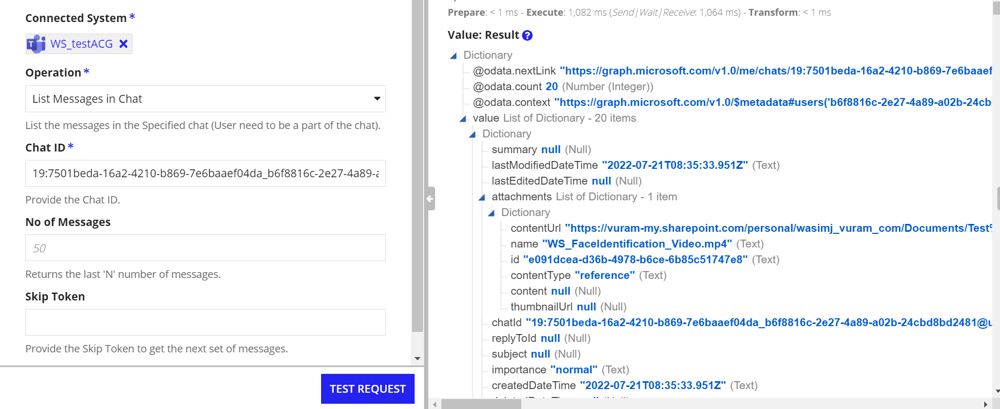 Connected System *
WS_testACG
Operation *
List Messages in Chat
List the messages in the Specified chat (User need to be a part of the chat).
Chat ID *
19:7501beda-16a2-4210-b869-7e6baaef04da_b6f8816c-2e27-4a89-a
Provide the Chat ID.
No of Messages
50
Returns the last 'N' number of messages.
Skip Token
Provide the Skip Token to get the next set of messages.
TEST REQUEST
Prepare: < 1 ms - Execute: 1,082 ms (Send|Wait|Receive: 1,064 ms) - Transform: < 1 ms
Value: Result ?
Dictionary
@odata.nextLink "https://graph.microsoft.com/v1.0/me/chats/19:7501beda-16a2-4210-b869-7e6baaef
@odata.count 20 (Number (Integer))
@odata.context "https://graph.microsoft.com/v1.0/$metadata#users('b6f8816c-2e27-4a89-a02b-24cb
value List of Dictionary - 20 items
Dictionary
summary null (Null)
lastModifiedDateTime "2022-07-21T08:35:33.951Z" (Text)
lastEditedDateTime null (Null)
attachments List of Dictionary - 1 item
Dictionary
contentUrl "https://vuram-my.sharepoint.com/personal/wasimj_vuram_com/Documents/Test%
name "WS_FaceIdentification_Video.mp4" (Text)
id "e091dcea-d36b-4978-b6ce-6b85c51747e8" (Text)
contentType "reference" (Text)
content null (Null)
thumbnailUrl null (Null)
chatId "19:7501beda-16a2-4210-b869-7e6baaef04da_b6f8816c-2e27-4a89-a02b-24cbd8bd2481@u
replyToId null (Null)
subject null (Null)
importance "normal" (Text)
createdDateTime "2022-07-21T08:35:33.951Z" (Text)